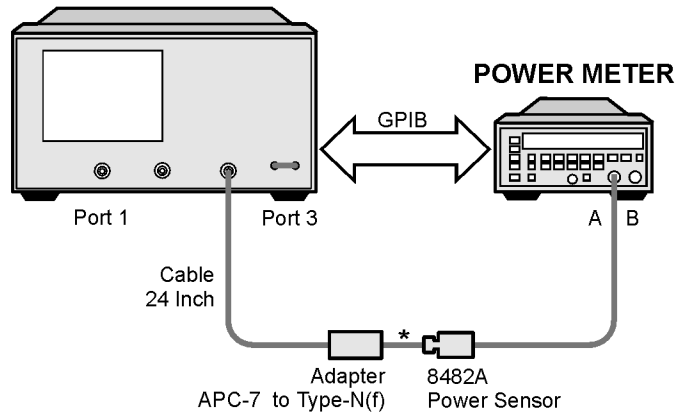 POWER METER
GPIB
Port 1
Port 3
A B
Cable
24 Inch
*
Adapter
APC-7 to Type-N(f)
8482A
Power Sensor